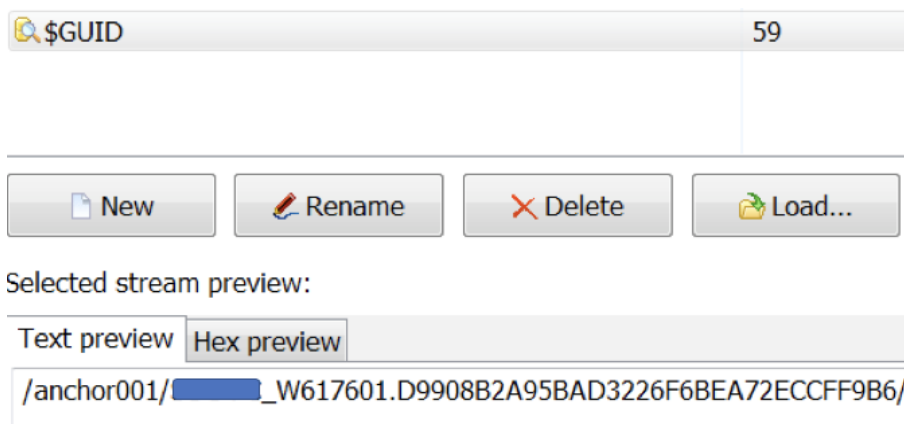 $GUID 59
New Rename Delete Load...
Selected stream preview:
Text preview Hex preview
/anchor001/ _W617601.D9908B2A95BAD3226F6BEA72ECCFF9B6/